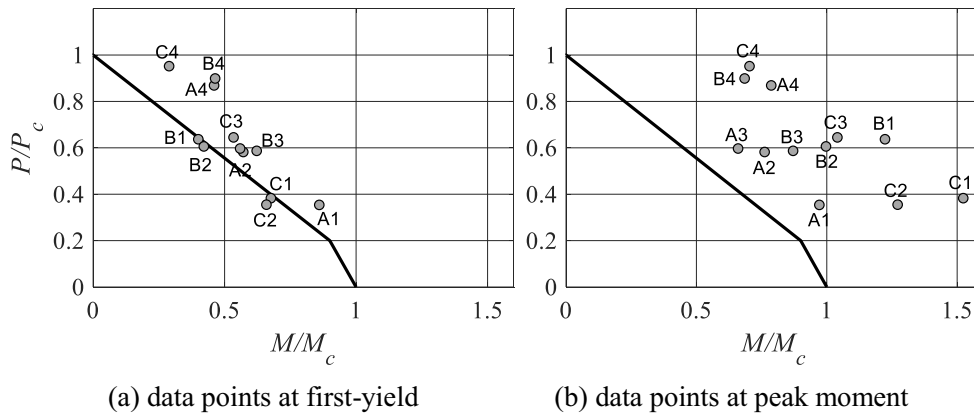 1
0.8
0.6
0.4
0.2
0
P/P_c
C4
B4
A4
C3
B1
B3
B2
A2
C1
C2
A1
0
0.5
1
1.5
M/M_c
(a) data points at first-yield
1
0.8
0.6
0.4
0.2
0
C4
B4
A4
C3
B1
A3
B3
B2
A2
C1
C2
A1
0
0.5
1
1.5
M/M_c
(b) data points at peak moment